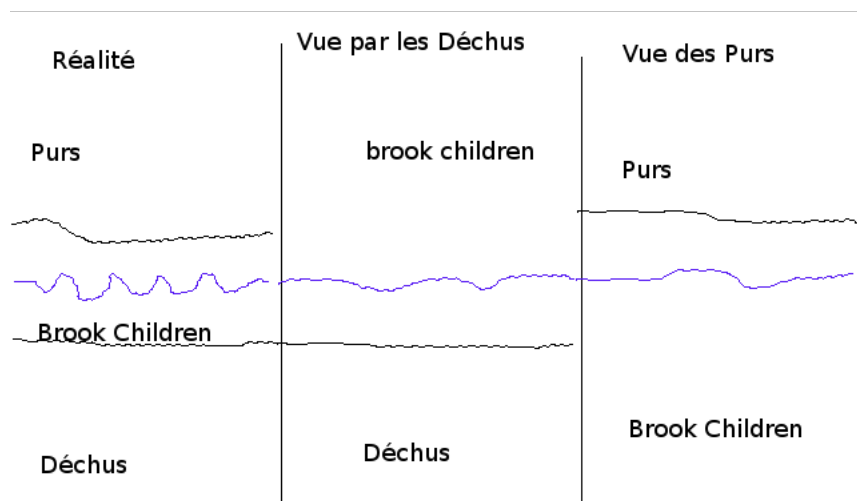 Réalité
Purs
Brook Children
Déchus
Vue par les Déchus
brook children
Déchus
Vue des Purs
Purs
Brook Children